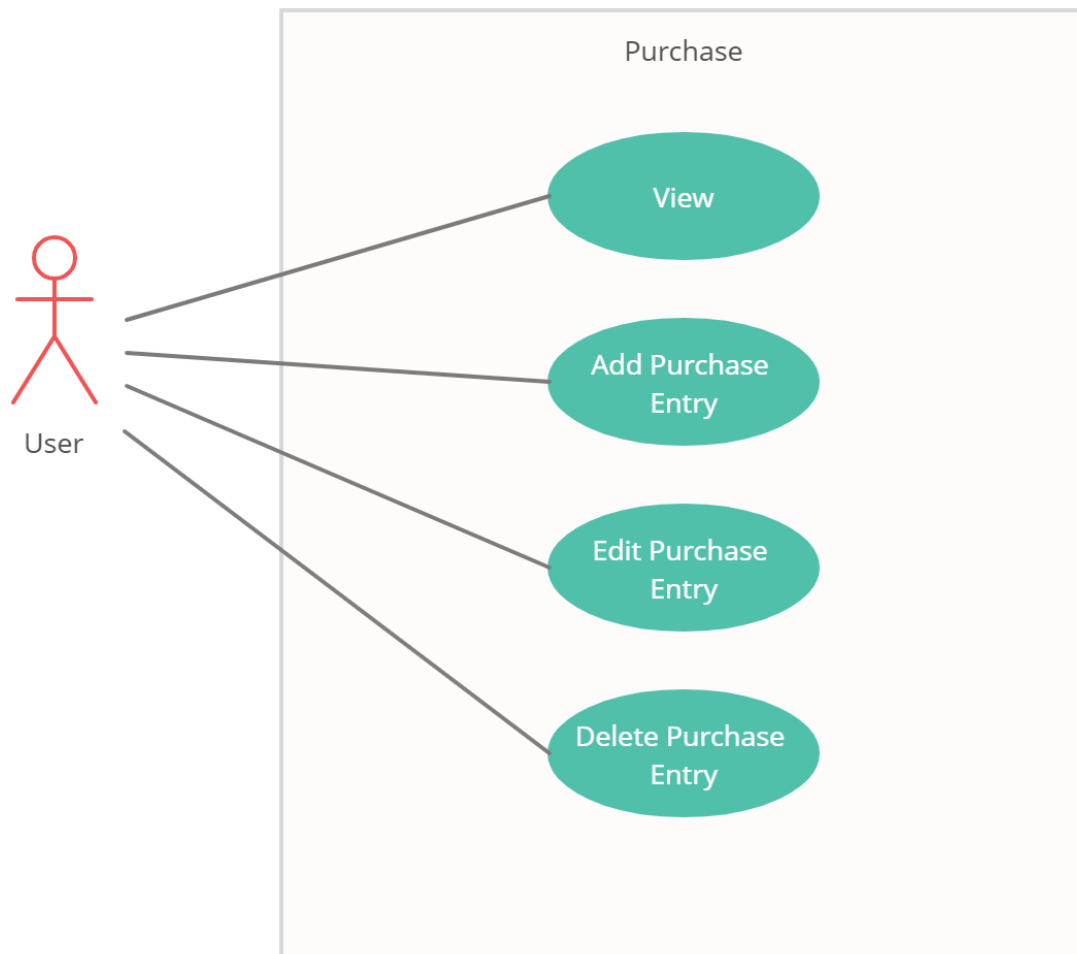 Purchase
View
Add Purchase
Entry
User
Edit Purchase
Entry
Delete Purchase
Entry